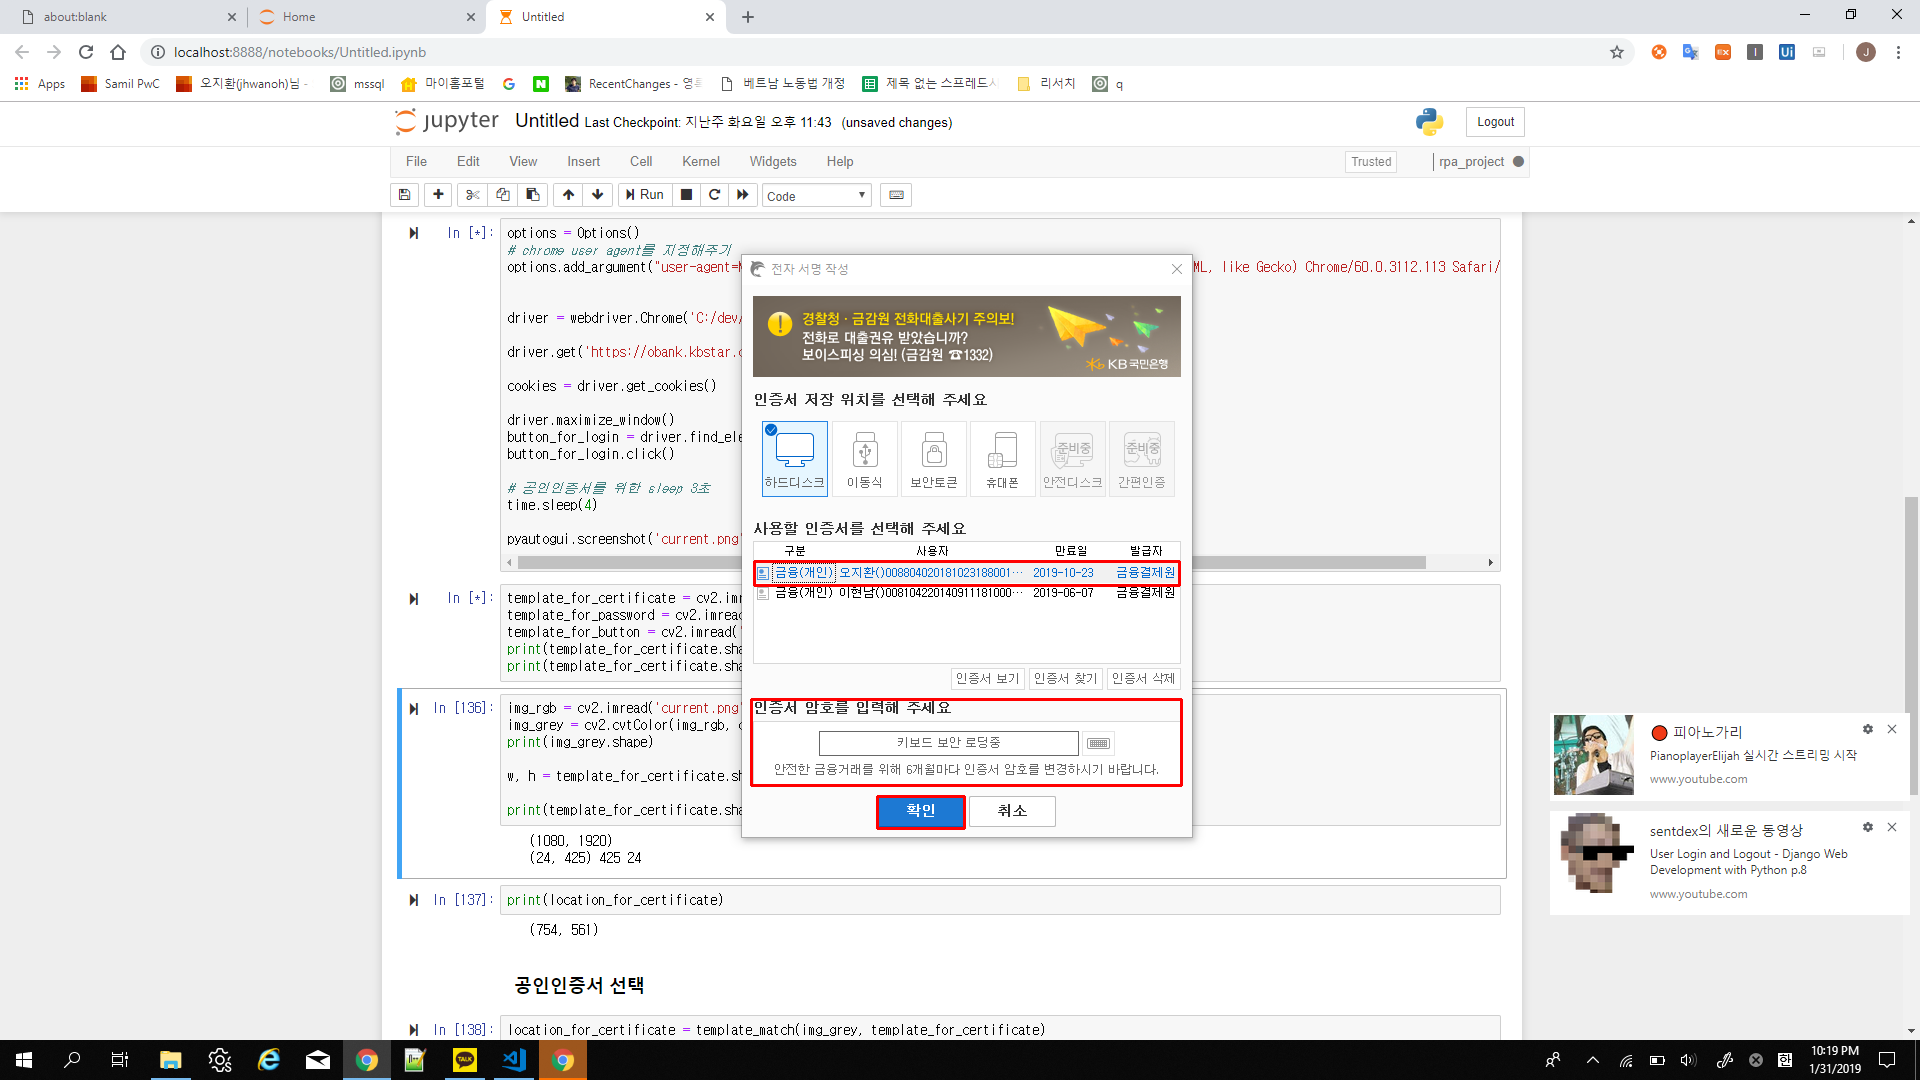 about:blank
Home
Untitled
localhost:8888/notebooks/Untitled.ipynb
J
Apps
Samil PwC
오지환(jhwanoh)님 -
mssql
마이홈포털
RecentChanges - 영
베트남 노동법 개정
제목 없는 스프레드시
리서치
q
jupyter Untitled Last Checkpoint: 지난주 화요일 오후 11:43 (unsaved changes)
Logout
File Edit View Insert Cell Kernel Widgets Help
Trusted
rpa_project
Run
Code
In [*]:
options = Options()
# chrome user agent를 지정해주기
options.add_argument("user-agent=
ML, like Gecko) Chrome/60.0.3112.113 Safari/
driver = webdriver.Chrome('C:/dev/
driver.get('https://obank.kbstar.
cookies = driver.get_cookies()
driver.maximize_window()
button_for_login = driver.find_ele
button_for_login.click()
# 공인인증서를 위한 sleep 3초
time.sleep(4)
pyautogui.screenshot('current.png'
In [*]:
template_for_certificate = cv2.imr
template_for_password = cv2.imread
template_for_button = cv2.imread('
print(template_for_certificate.sha
print(template_for_certificate.sha
In [136]:
img_rgb = cv2.imread('current.png'
img_grey = cv2.cvtColor(img_rgb,
print(img_grey.shape)
w, h = template_for_certificate.sh
print(template_for_certificate.sha
(1080, 1920)
(24, 425) 425 24
In [137]:
print(location_for_certificate)
(754, 561)
공인인증서 선택
In [138]:
location_for_certificate = template_match(img_grey, template_for_certificate)
전자 서명 작성
경찰청 · 금감원 전화대출사기 주의보!
전화로 대출권유 받았습니까?
보이스피싱 의심! (금감원 ☎1332)
KB국민은행
인증서 저장 위치를 선택해 주세요
하드디스크
이동식
보안토큰
휴대폰
준비중
안전디스크
준비중
간편인증
사용할 인증서를 선택해 주세요
구분 사용자 만료일 발급자
금융(개인) 오지환()008804020181023188001··· 2019-10-23 금융결제원
금융(개인) 이현남()008104220140911181000··· 2019-06-07 금융결제원
인증서 보기
인증서 찾기
인증서 삭제
인증서 암호를 입력해 주세요
키보드 보안 로딩중
안전한 금융거래를 위해 6개월마다 인증서 암호를 변경하시기 바랍니다.
확인
취소
피아노가리
PianoplayerElijah 실시간 스트리밍 시작
www.youtube.com
sentdex의 새로운 동영상
User Login and Logout - Django Web
Development with Python p.8
www.youtube.com
TALK
한
10:19 PM
1/31/2019